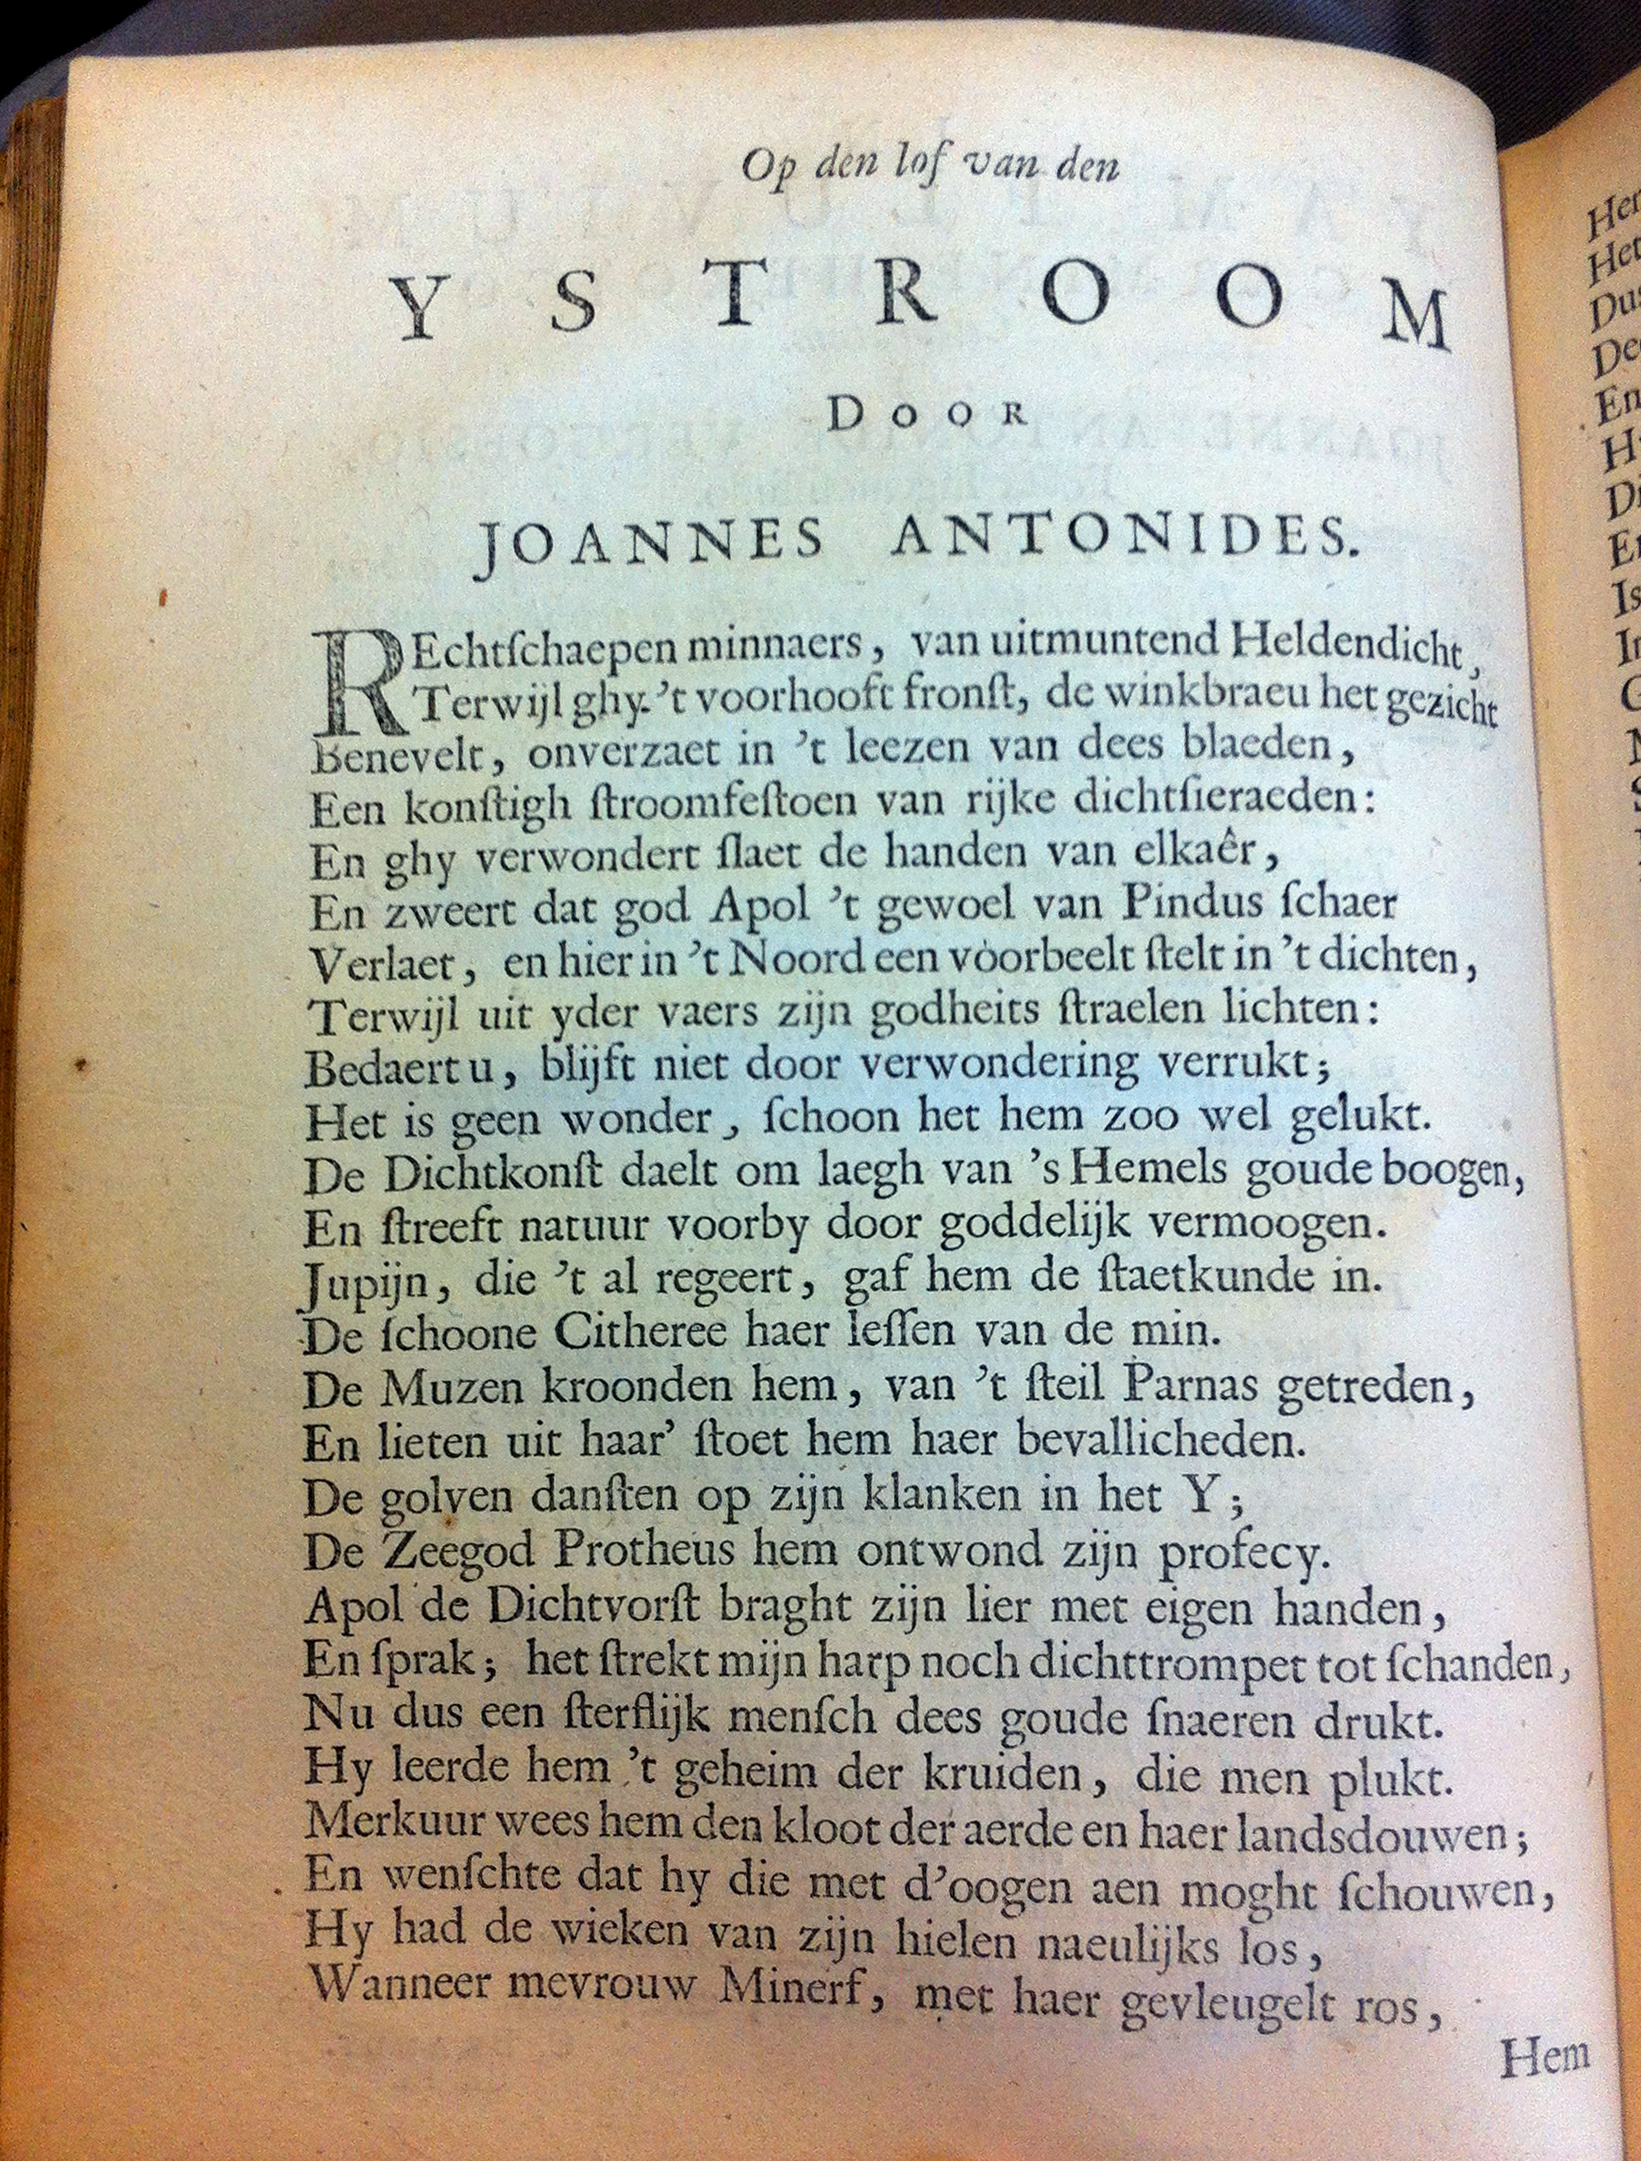 Op den lof van den
YSTROOM
DOOR
JOANNES ANTONIDES.
REchtſchaepen minnaers, van uitmuntend Heldendicht,
Terwijl ghy 't voorhooft fronſt, de winkbraeu het gezicht
Benevelt, onverzaet in 't leezen van dees blaeden,
Een konſtigh ſtroomfeſtoen van rijke dichtſieraeden:
En ghy verwondert ſlaet de handen van elkaêr,
En zweert dat god Apol 't gewoel van Pindus ſchaer
Verlaet, en hier in 't Noord een voorbeelt ſtelt in 't dichten,
Terwijl uit yder vaers zijn godheits ſtraelen lichten:
Bedaert u, blijft niet door verwondering verrukt;
Het is geen wonder, ſchoon het hem zoo wel gelukt.
De Dichtkonſt daelt om laegh van 's Hemels goude boogen,
En ſtreeft natuur voorby door goddelijk vermoogen.
Jupijn, die 't al regeert, gaf hem de ſtaetkunde in.
De ſchoone Citheree haer leſſen van de min.
De Muzen kroonden hem, van 't ſteil Parnas getreden,
En lieten uit haar' ſtoet hem haer bevallicheden.
De golven danſten op zijn klanken in het Y;
De Zeegod Protheus hem ontwond zijn profecy.
Apol de Dichtvorſt braght zijn lier met eigen handen,
En ſprak; het ſtrekt mijn harp noch dichttrompet tot ſchanden,
Nu dus een ſterflijk menſch dees goude ſnaeren drukt.
Hy leerde hem 't geheim der kruiden, die men plukt.
Merkuur wees hem den kloot der aerde en haer landsdouwen;
En wenſchte dat hy die met d'oogen aen moght ſchouwen,
Hy had de wieken van zijn hielen naeulijks los,
Wanneer mevrouw Minerf, met haer gevleugelt ros,
Hem